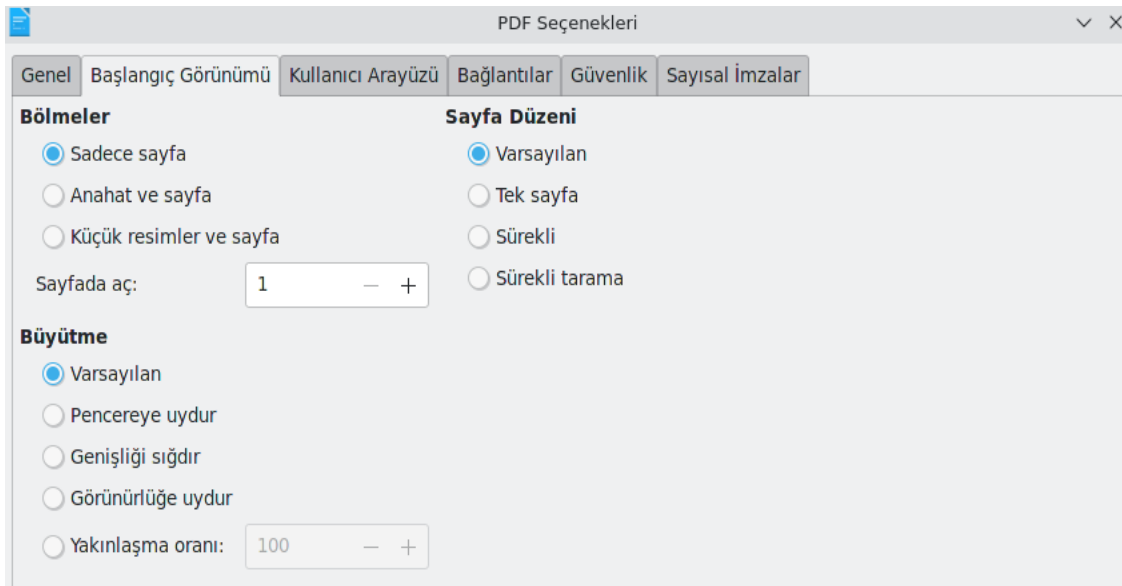 PDF Seçenekleri
Genel Başlangıç Görünümü Kullanıcı Arayüzü Bağlantılar Güvenlik Sayısal İmzalar
Bölmeler
Sadece sayfa
Anahat ve sayfa
Küçük resimler ve sayfa
Sayfada aç: 1
Sayfa Düzeni
Varsayılan
Tek sayfa
Sürekli
Sürekli tarama
Büyütme
Varsayılan
Pencereye uydur
Genişliği sığdır
Görünürlüğe uydur
Yakınlaşma oranı: 100